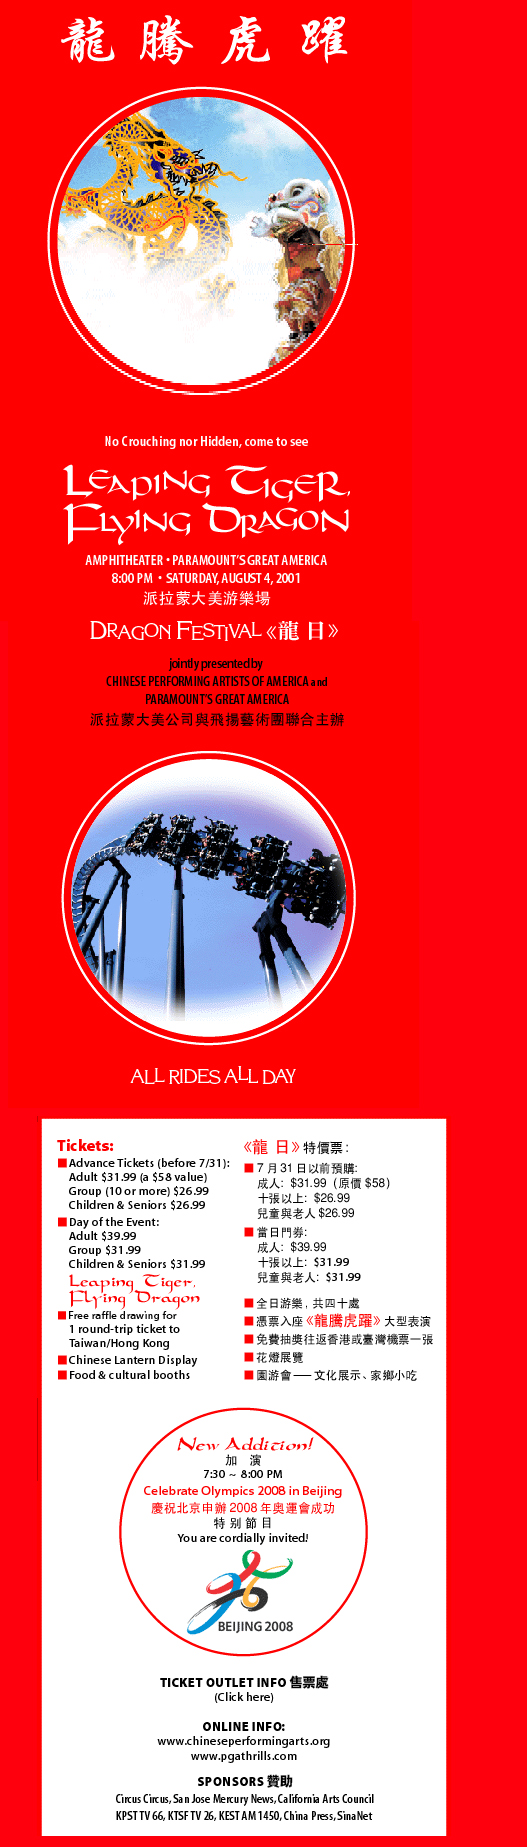 龍騰虎躍
No Crouching nor Hidden, come to see
Leaping Tiger,
Flying Dragon
AMPHITHEATER • PARAMOUNT'S GREAT AMERICA
8:00 PM • SATURDAY, AUGUST 4, 2001
派拉蒙大美游樂場
DRAGON FESTIVAL 《龍日》
jointly presented by
CHINESE PERFORMING ARTISTS OF AMERICA and
PARAMOUNT'S GREAT AMERICA
派拉蒙大美公司與飛揚藝術團聯合主辦
ALL RIDES ALL DAY
Tickets:
■ Advance Tickets (before 7/31):
Adult $31.99 (a $58 value)
Group (10 or more) $26.99
Children & Seniors $26.99
■ Day of the Event:
Adult $39.99
Group $31.99
Children & Seniors $31.99
Leaping Tiger,
Flying Dragon
■ Free raffle drawing for
1 round-trip ticket to
Taiwan/Hong Kong
■ Chinese Lantern Display
■ Food & cultural booths
《龍日》特價票：
■ 7月31日以前預購:
成人: $31.99 (原價 $58)
十張以上: $26.99
兒童與老人 $26.99
■ 當日門券:
成人: $39.99
十張以上: $31.99
兒童與老人: $31.99
■ 全日游樂, 共四十處
■ 憑票入座《龍騰虎躍》大型表演
■ 免費抽獎往返香港或臺灣機票一張
■ 花燈展覽
■ 園游會——文化展示、家鄉小吃
New Addition!
加 演
7:30 ~ 8:00 PM
Celebrate Olympics 2008 in Beijing
慶祝北京申辦 2008 年奧運會成功
特別節目
You are cordially invited!
BEIJING 2008
TICKET OUTLET INFO 售票處
(Click here)
ONLINE INFO:
www.chineseperformingarts.org
www.pgathrills.com
SPONSORS 贊助
Circus Circus, San Jose Mercury News, California Arts Council
KPST TV 66, KTSF TV 26, KEST AM 1450, China Press, SinaNet